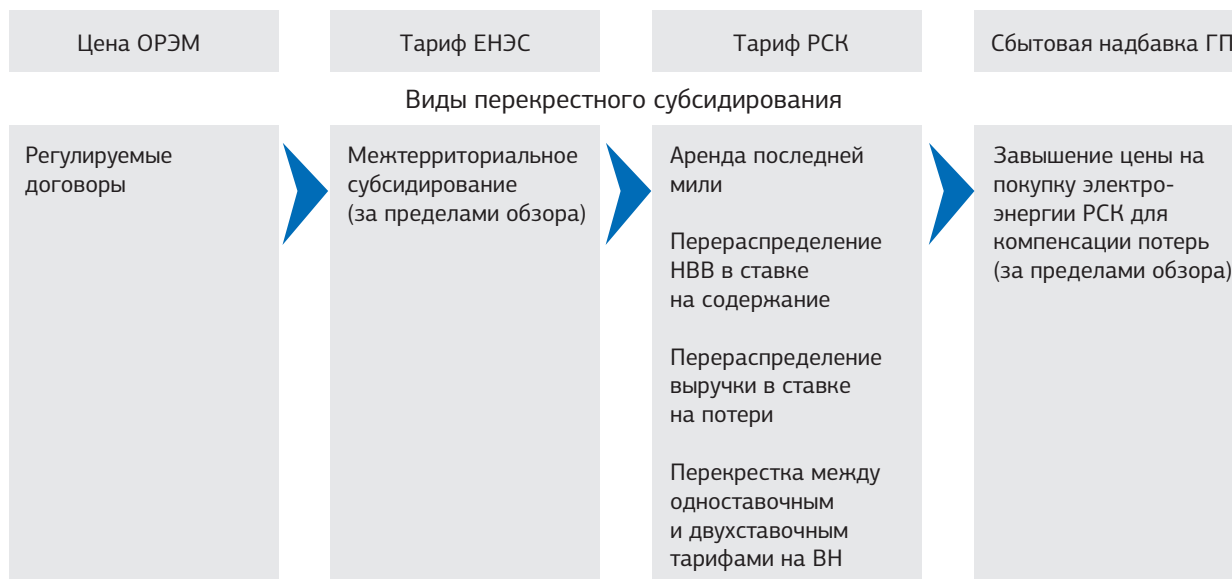 Цена ОРЭМ
Тариф ЕНЭС
Тариф РСК
Сбытовая надбавка ГП
Виды перекрестного субсидирования
Регулируемые
договоры
Межтерриториальное
субсидирование
(за пределами обзора)
Аренда последней
мили
Перераспределение
НВВ в ставке
на содержание
Перераспределение
выручки в ставке
на потери
Перекрестка между
одноставочным
и двухставочным
тарифами на ВН
Завышение цены на
покупку электро-
энергии РСК для
компенсации потерь
(за пределами обзора)